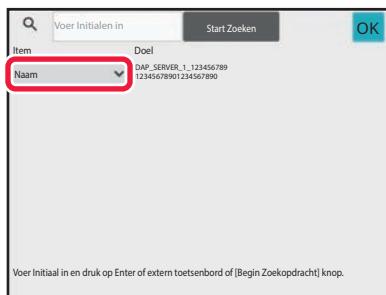 Voer Initialen in
Start Zoeken
OK
Item
Doel
Naam
DAP_SERVER_1_123456789
12345678901234567890
Voer Initiaal in en druk op Enter of extern toetsenbord of [Begin Zoekopdracht] knop.